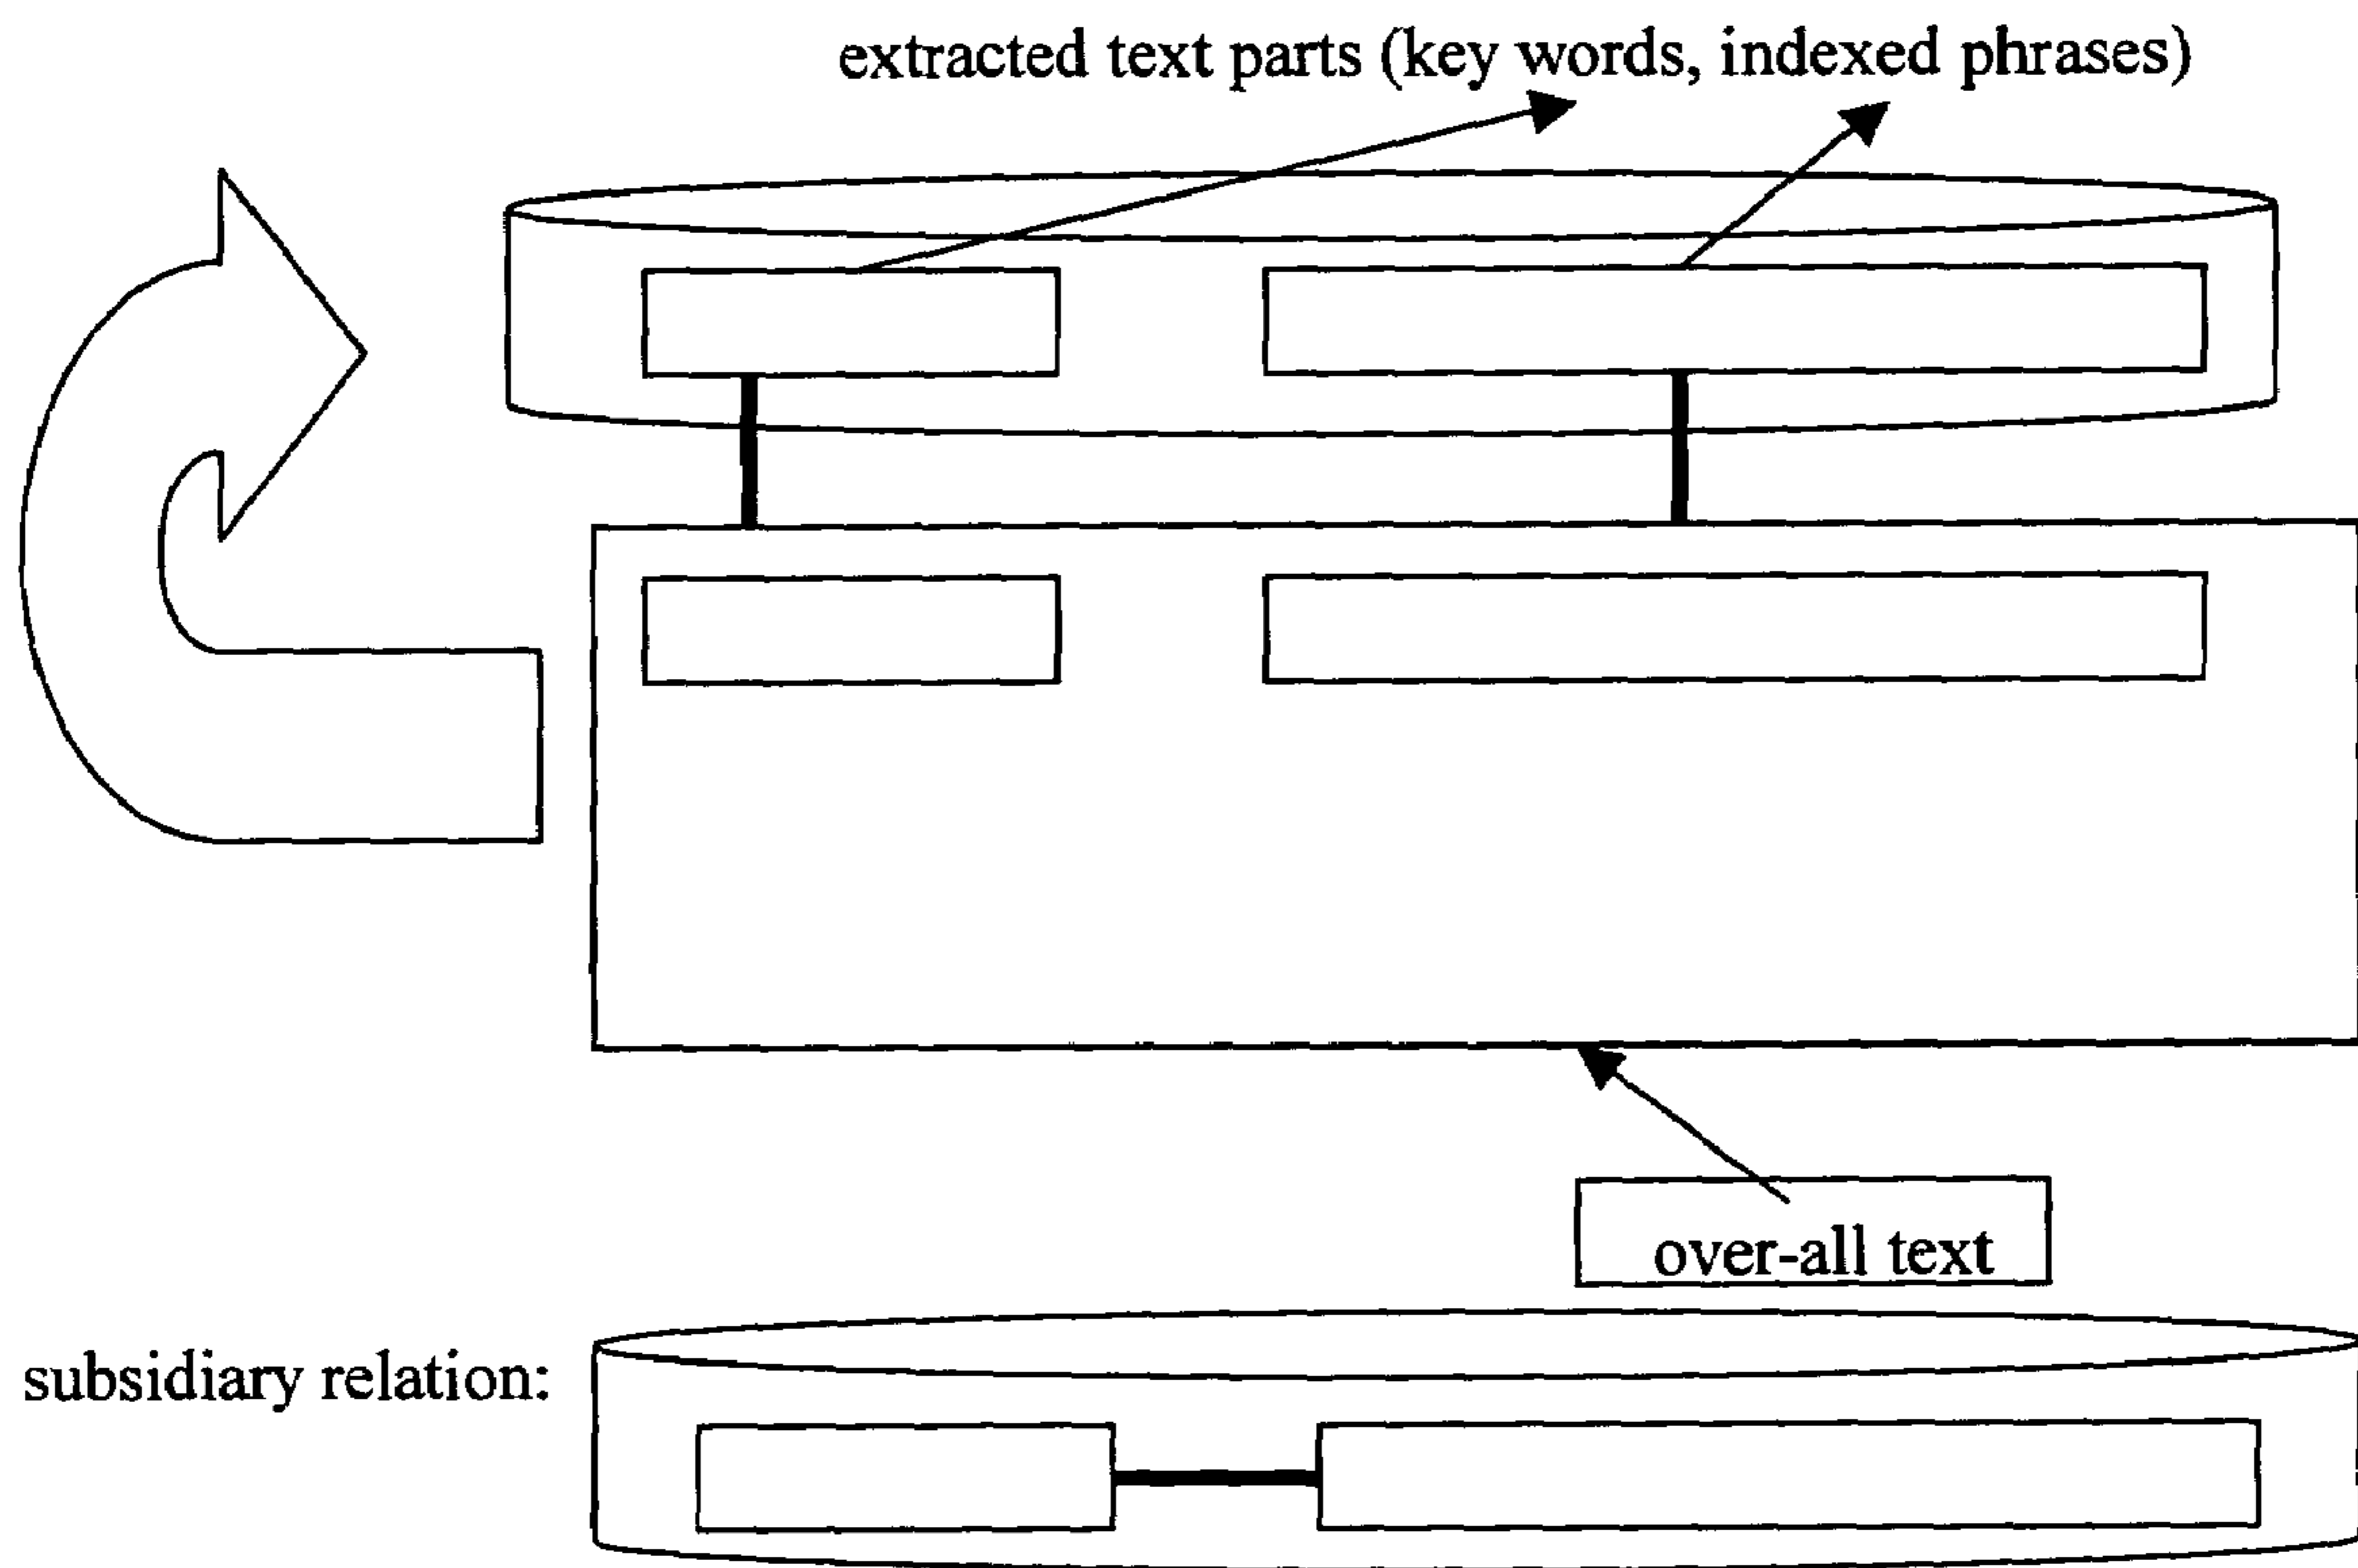 extracted text parts (key words, indexed phrases)
over-all text
subsidiary relation: